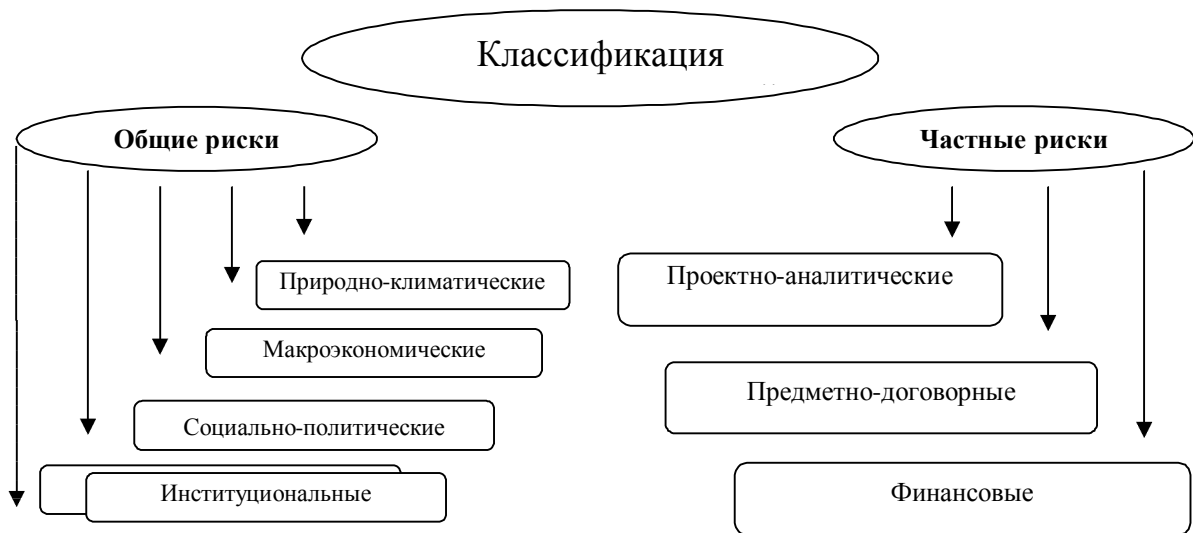 Классификация
Общие риски
Частные риски
Природно-климатические
Проектно-аналитические
Макроэкономические
Предметно-договорные
Социально-политические
Институциональные
Финансовые